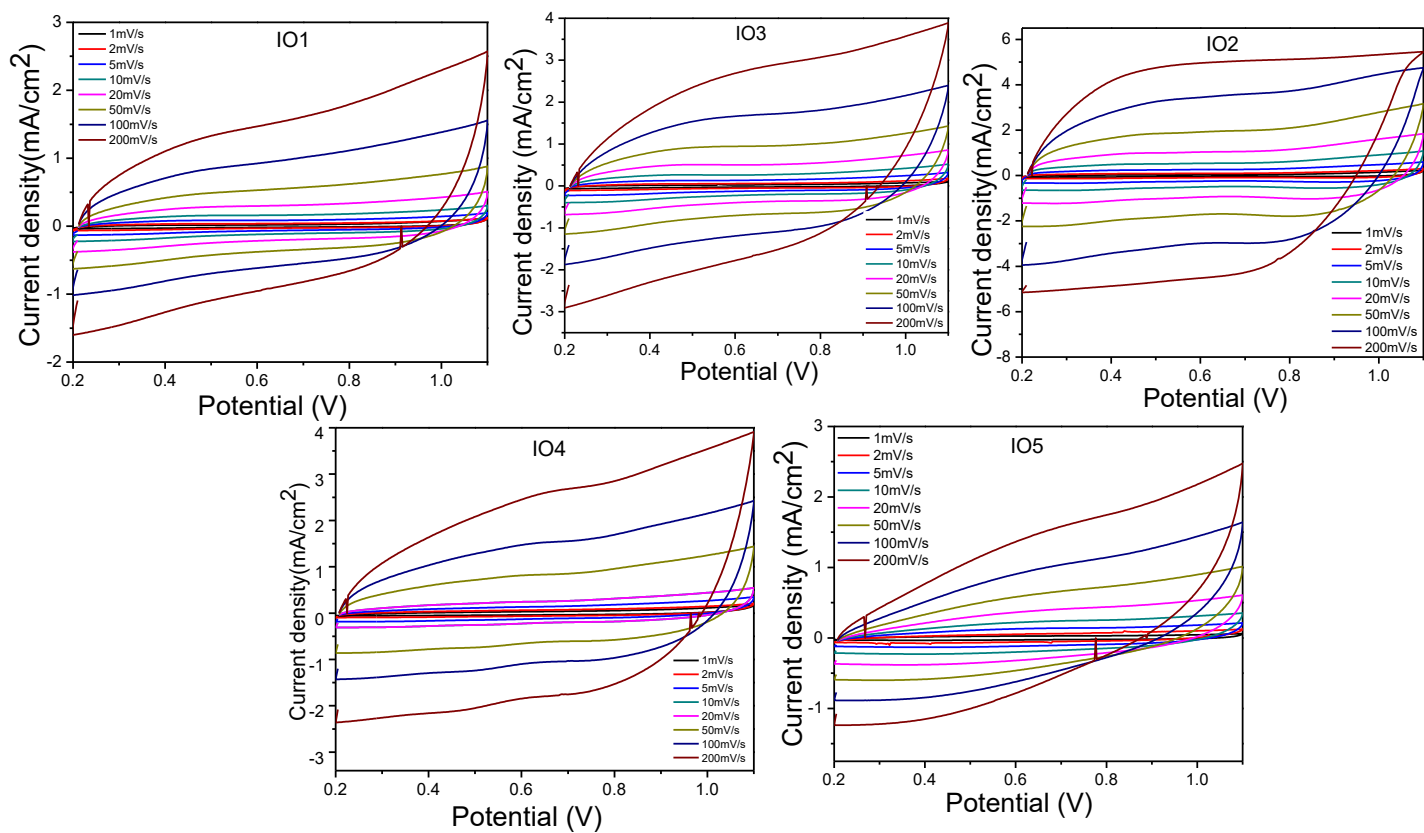 IO1
1mV/s
2mV/s
5mV/s
10mV/s
20mV/s
50mV/s
100mV/s
200mV/s
3
2
1
0
-1
-2
Current density(mA/cm2)
0.2 0.4 0.6 0.8 1.0
Potential (V)
IO3
4
3
2
1
0
-1
-2
-3
Current density (mA/cm2)
1mV/s
2mV/s
5mV/s
10mV/s
20mV/s
50mV/s
100mV/s
200mV/s
0.2 0.4 0.6 0.8 1.0
Potential (V)
IO2
6
4
2
0
-2
-4
-6
-8
Current density (mA/cm2)
1mV/s
2mV/s
5mV/s
10mV/s
20mV/s
50mV/s
100mV/s
200mV/s
0.2 0.4 0.6 0.8 1.0
Potential (V)
IO4
4
3
2
1
0
-1
-2
-3
Current density(mA/cm2)
1mV/s
2mV/s
5mV/s
10mV/s
20mV/s
50mV/s
100mV/s
200mV/s
0.2 0.4 0.6 0.8 1.0
Potential (V)
IO5
1mV/s
2mV/s
5mV/s
10mV/s
20mV/s
50mV/s
100mV/s
200mV/s
3
2
1
0
-1
Current density (mA/cm2)
0.2 0.4 0.6 0.8 1.0
Potential (V)